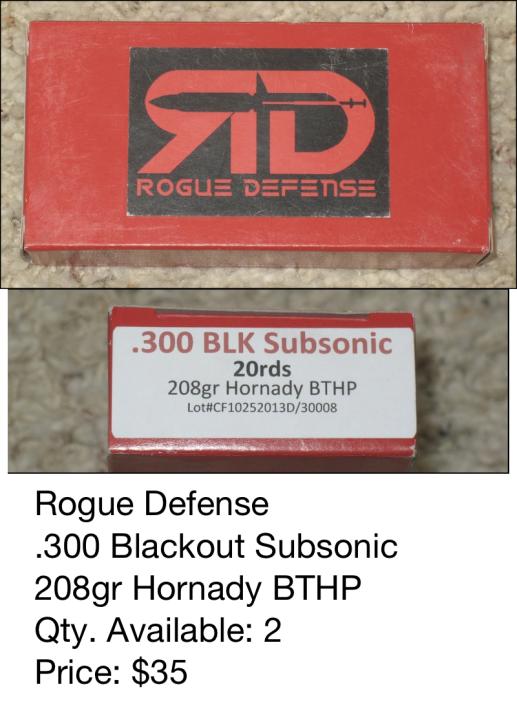 RD
ROGUE DEFENSE
.300 BLK Subsonic
20rds
208gr Hornady BTHP
Lot#CF10252013D/30008
Rogue Defense
.300 Blackout Subsonic
208gr Hornady BTHP
Qty. Available: 2
Price: $35